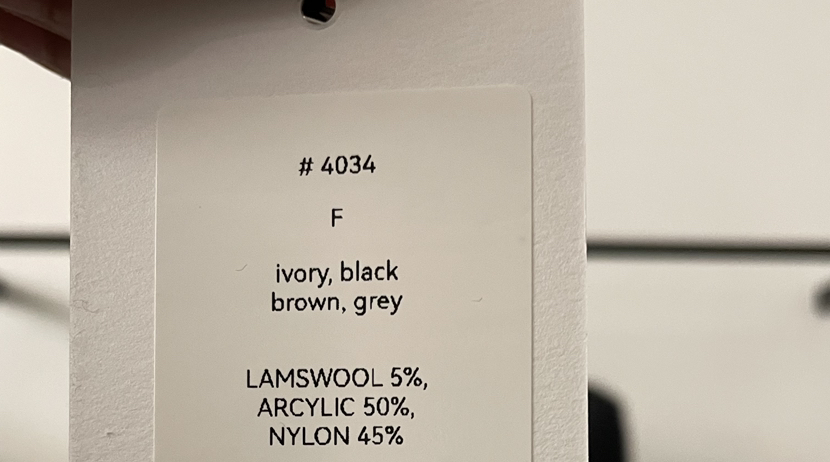 # 4034
F
ivory, black
brown, grey
LAMSWOOL 5%,
ARCYLIC 50%,
NYLON 45%